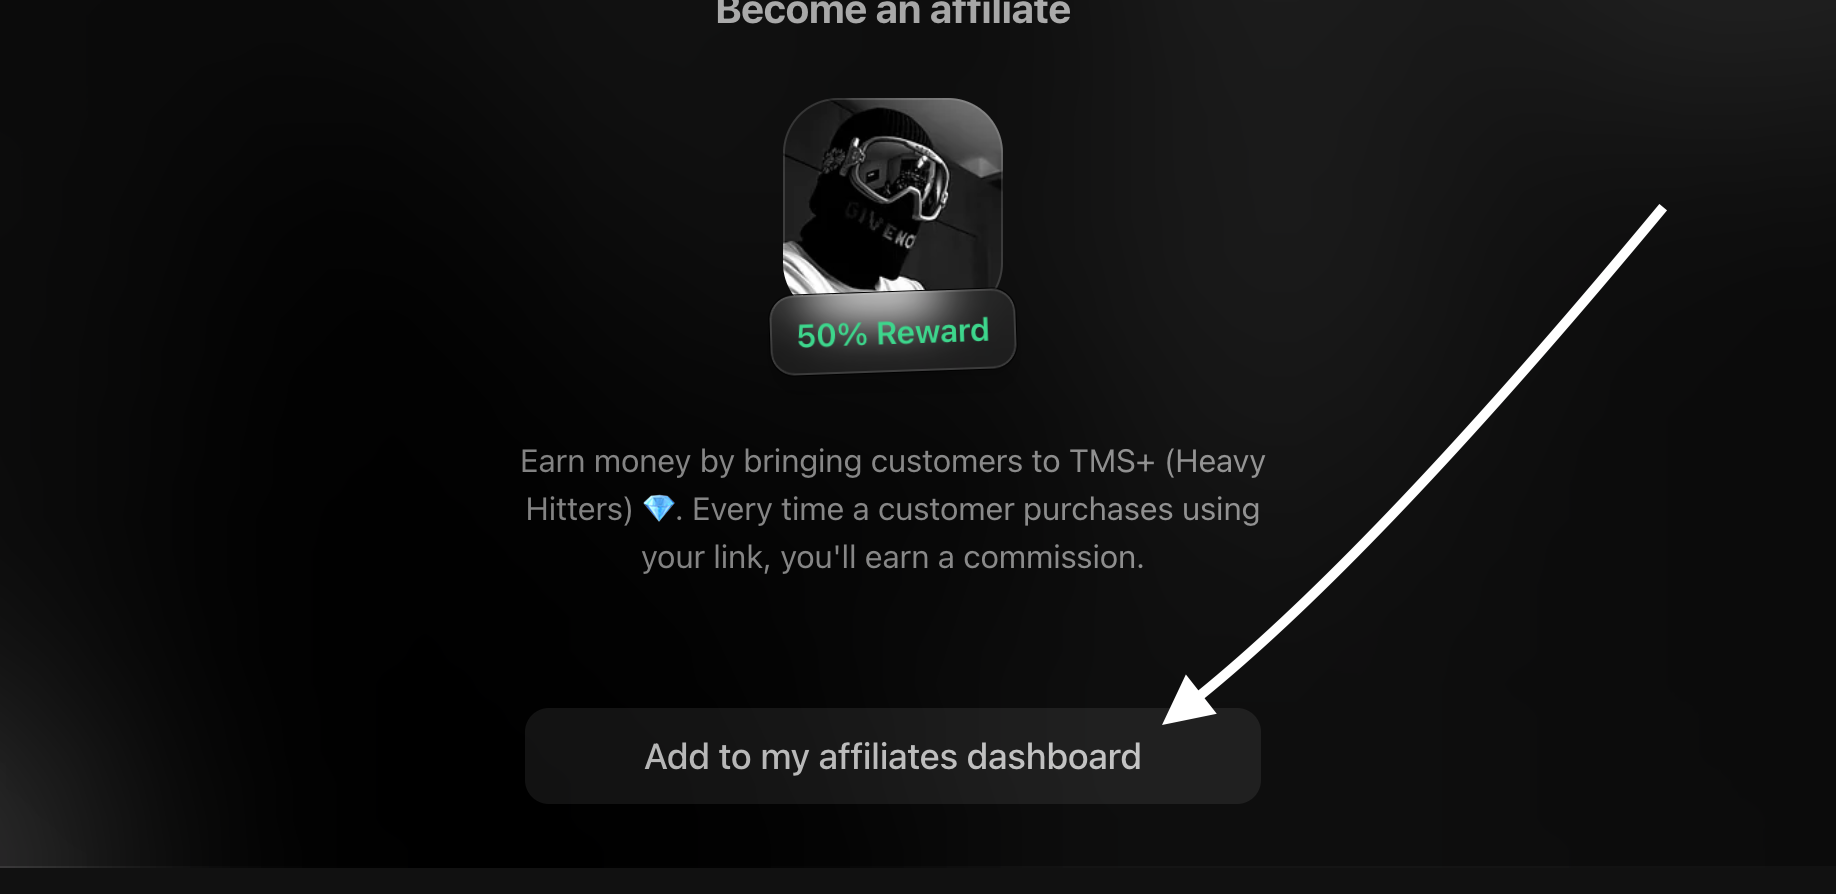 Become an affiliate
GIVENC
50% Reward
Earn money by bringing customers to TMS+ (Heavy
Hitters) 💎. Every time a customer purchases using
your link, you'll earn a commission.
Add to my affiliates dashboard